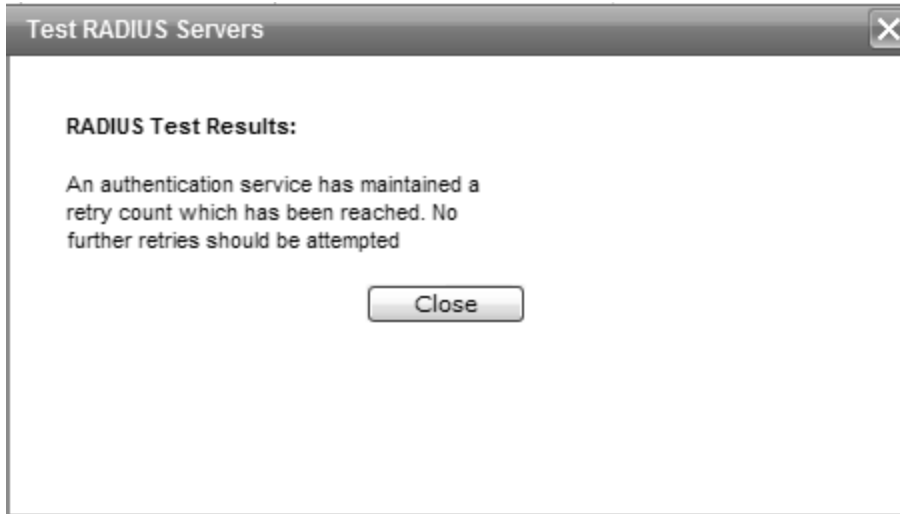 Test RADIUS Servers
RADIUS Test Results:
An authentication service has maintained a
retry count which has been reached. No
further retries should be attempted
Close